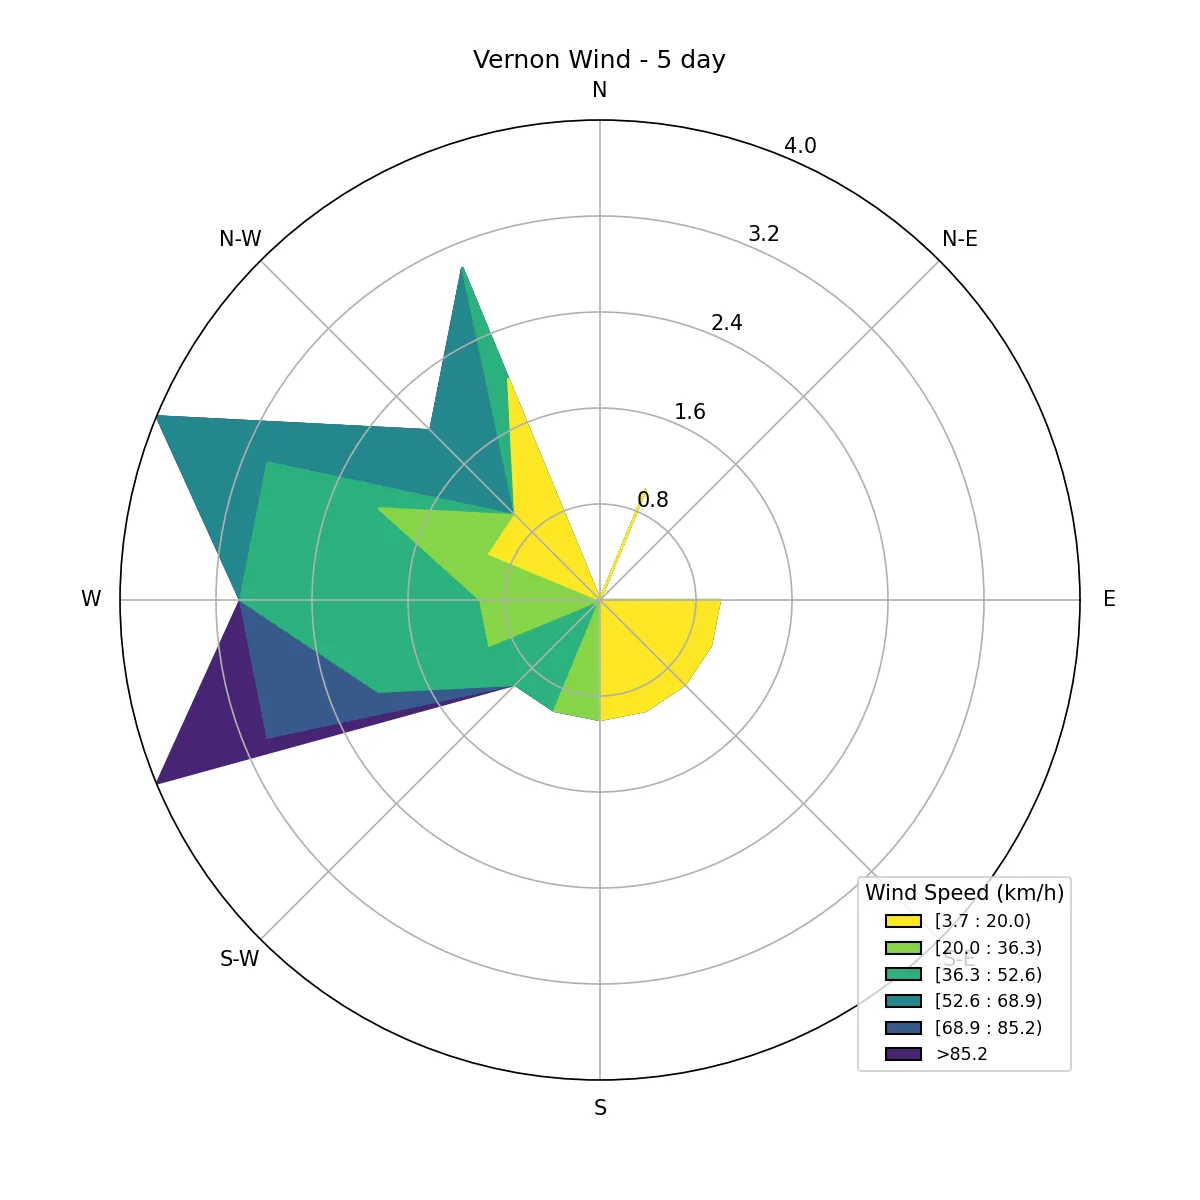 Vernon Wind - 5 day
N
4.0
N-W
3.2
N-E
2.4
1.6
0.8
W
E
Wind Speed (km/h)
[3.7 : 20.0)
[20.0 : 36.3)
S-W
S-E
[36.3 : 52.6)
[52.6 : 68.9)
[68.9 : 85.2)
>85.2
S